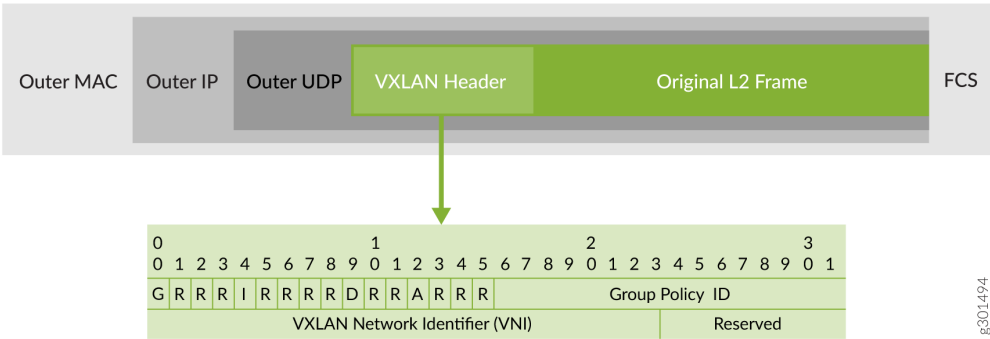 Outer MAC Outer IP Outer UDP VXLAN Header Original L2 Frame FCS
0 1 2 3
0 1 2 3 4 5 6 7 8 9 0 1 2 3 4 5 6 7 8 9 0 1 2 3 4 5 6 7 8 9 0 1
G R R R I R R R R D R R A R R R Group Policy ID
VXLAN Network Identifier (VNI) Reserved
g301494